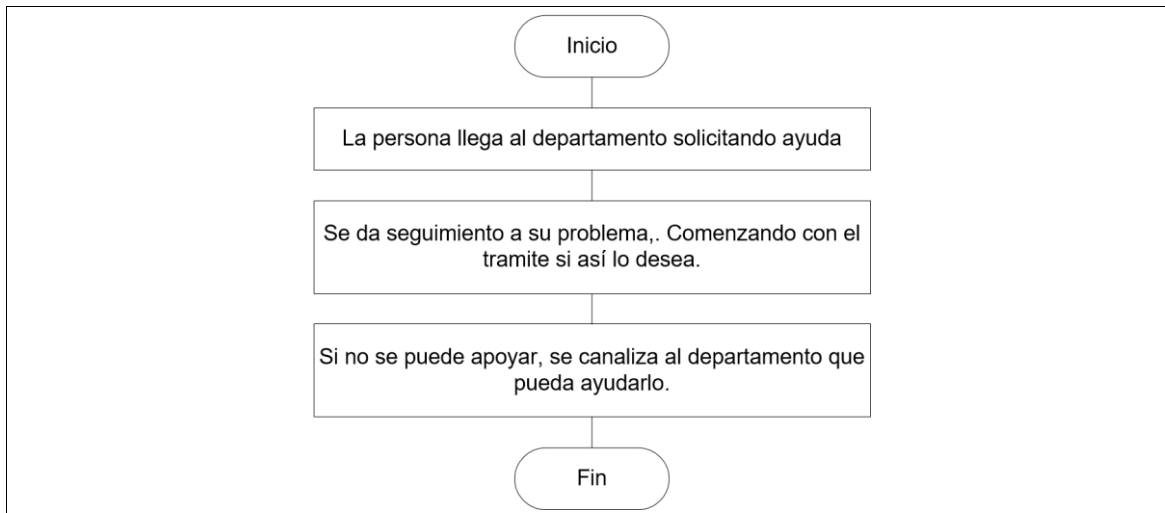 Inicio
La persona llega al departamento solicitando ayuda
Se da seguimiento a su problema,. Comenzando con el
tramite si así lo desea.
Si no se puede apoyar, se canaliza al departamento que
pueda ayudarlo.
Fin